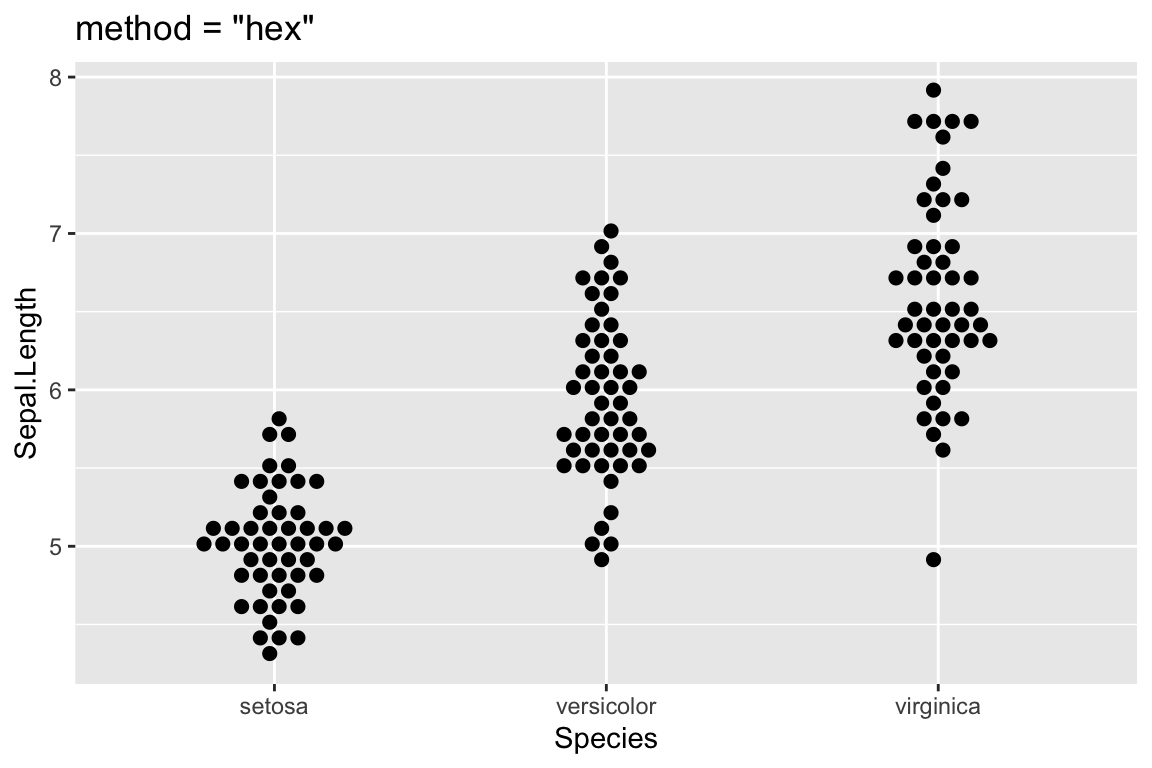 method = "hex"
8
7
6
5
Sepal.Length
setosa versicolor virginica
Species